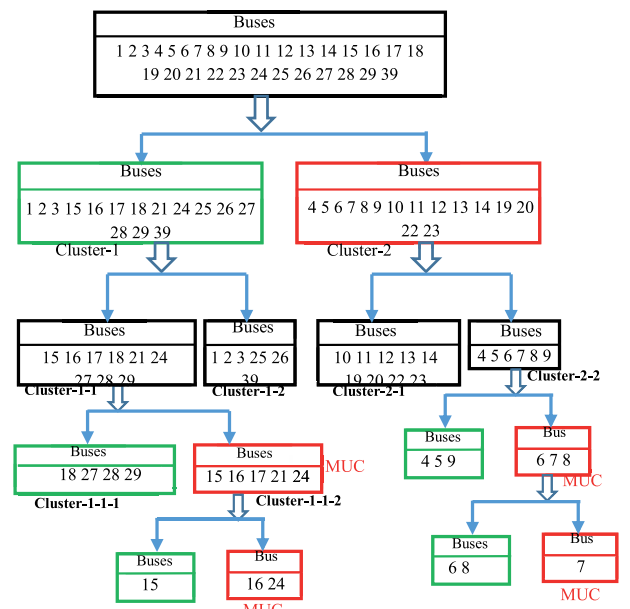 Buses
1 2 3 4 5 6 7 8 9 10 11 12 13 14 15 16 17 18
19 20 21 22 23 24 25 26 27 28 29 39
Buses
1 2 3 15 16 17 18 21 24 25 26 27
28 29 39
Cluster-1
Buses
4 5 6 7 8 9 10 11 12 13 14 19 20
22 23
Cluster-2
Buses
15 16 17 18 21 24
27 28 29
Cluster-1-1
Buses
1 2 3 25 26
39
Cluster-1-2
Buses
10 11 12 13 14
19 20 22 23
Cluster-2-1
Buses
4 5 6 7 8 9
Cluster-2-2
Buses
18 27 28 29
Cluster-1-1-1
Buses
15 16 17 21 24
MUC
Cluster-1-1-2
Buses
4 5 9
Bus
6 7 8
MUC
Buses
15
Bus
16 24
MUC
Buses
6 8
Bus
7
MUC